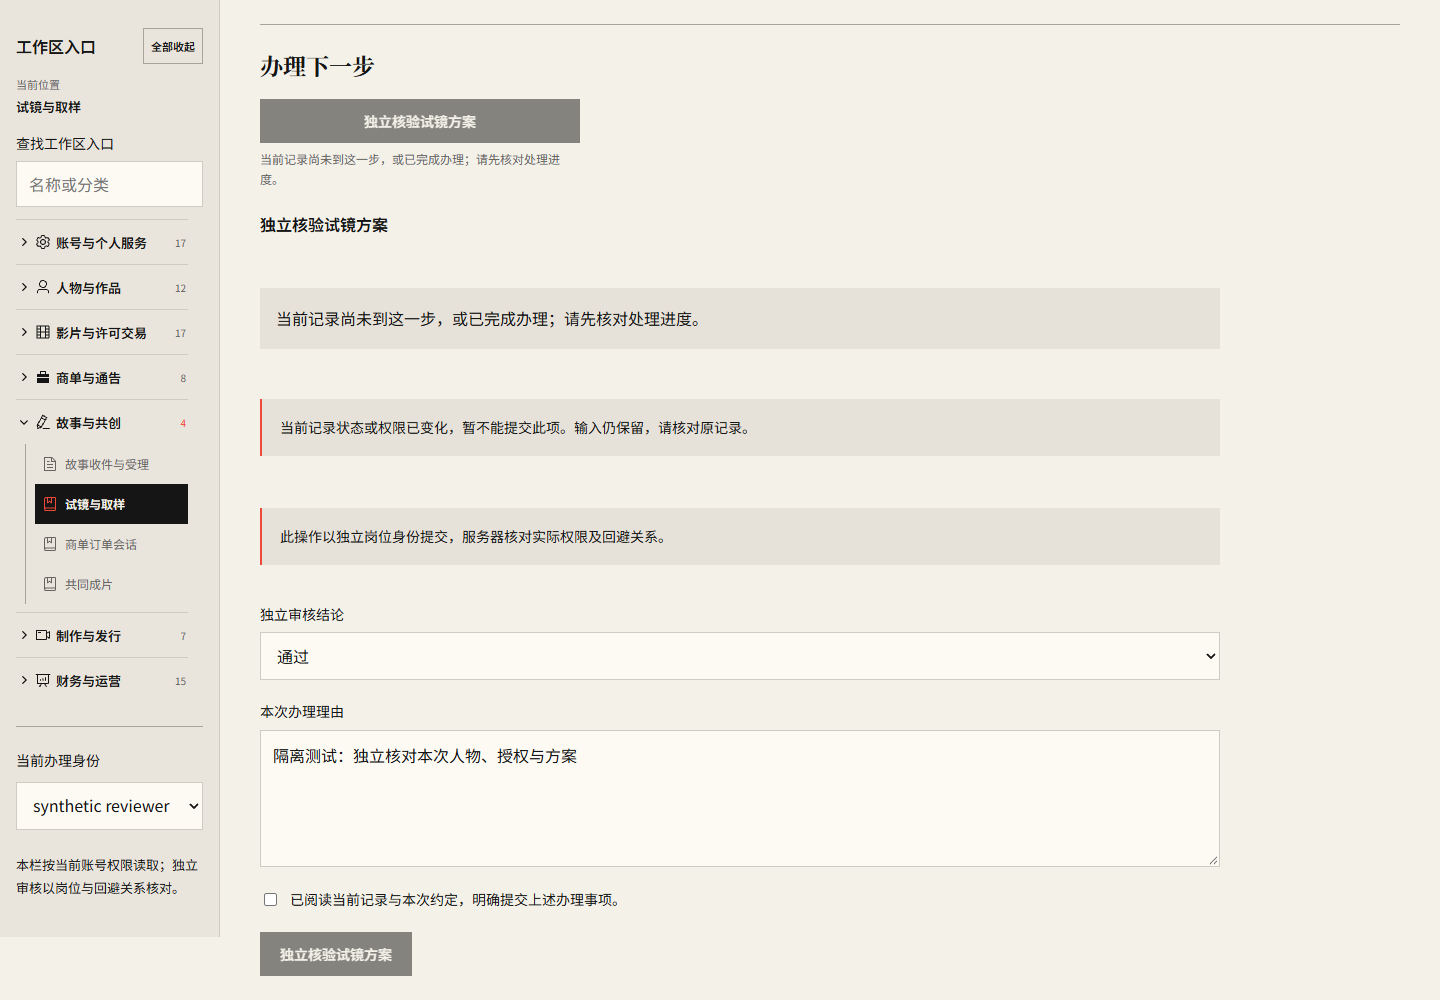 工作区入口
全部收起
当前位置
试镜与取样
查找工作区入口
名称或分类
账号与个人服务 17
人物与作品 12
影片与许可交易 17
商单与通告 8
故事与共创 4
故事收件与受理
试镜与取样
商单订单会话
共同成片
制作与发行 7
财务与运营 15
当前办理身份
synthetic reviewer
本栏按当前账号权限读取；独立
审核以岗位与回避关系核对。
办理下一步
独立核验试镜方案
当前记录尚未到这一步，或已完成办理；请先核对处理进
度。
独立核验试镜方案
当前记录尚未到这一步，或已完成办理；请先核对处理进度。
当前记录状态或权限已变化，暂不能提交此项。输入仍保留，请核对原记录。
此操作以独立岗位身份提交，服务器核对实际权限及回避关系。
独立审核结论
通过
本次办理理由
隔离测试：独立核对本次人物、授权与方案
已阅读当前记录与本次约定，明确提交上述办理事项。
独立核验试镜方案